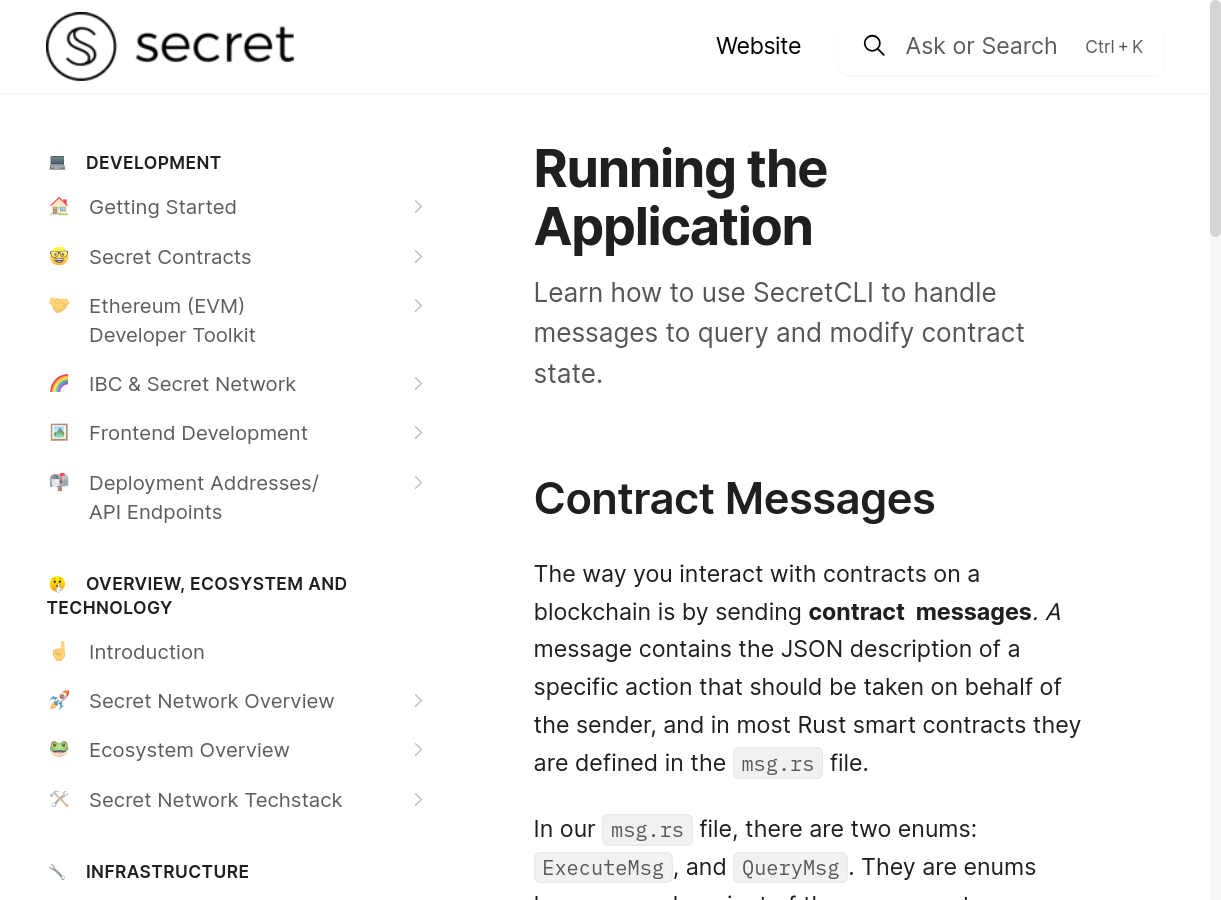 secret
Website
Ask or Search
Ctrl + K
DEVELOPMENT
Getting Started
Secret Contracts
Ethereum (EVM)
Developer Toolkit
IBC & Secret Network
Frontend Development
Deployment Addresses/
API Endpoints
OVERVIEW, ECOSYSTEM AND
TECHNOLOGY
Introduction
Secret Network Overview
Ecosystem Overview
Secret Network Techstack
INFRASTRUCTURE
Running the
Application
Learn how to use SecretCLI to handle
messages to query and modify contract
state.
Contract Messages
The way you interact with contracts on a
blockchain is by sending contract messages. A
message contains the JSON description of a
specific action that should be taken on behalf of
the sender, and in most Rust smart contracts they
are defined in the msg.rs file.
In our msg.rs file, there are two enums:
ExecuteMsg, and QueryMsg. They are enums